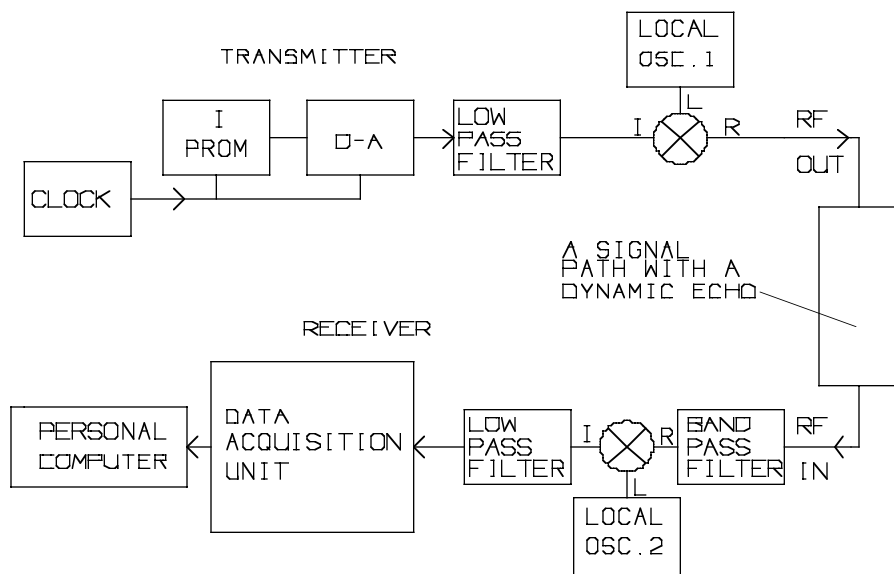 TRANSMITTER
LOCAL
OSC.1
I
PROM
D-A
LOW
PASS
FILTER
I
L
R
RF
OUT
CLOCK
A SIGNAL
PATH WITH A
DYNAMIC ECHO
RECEIVER
PERSONAL
COMPUTER
DATA
ACQUISITION
UNIT
LOW
PASS
FILTER
I
R
L
BAND
PASS
FILTER
RF
IN
LOCAL
OSC.2